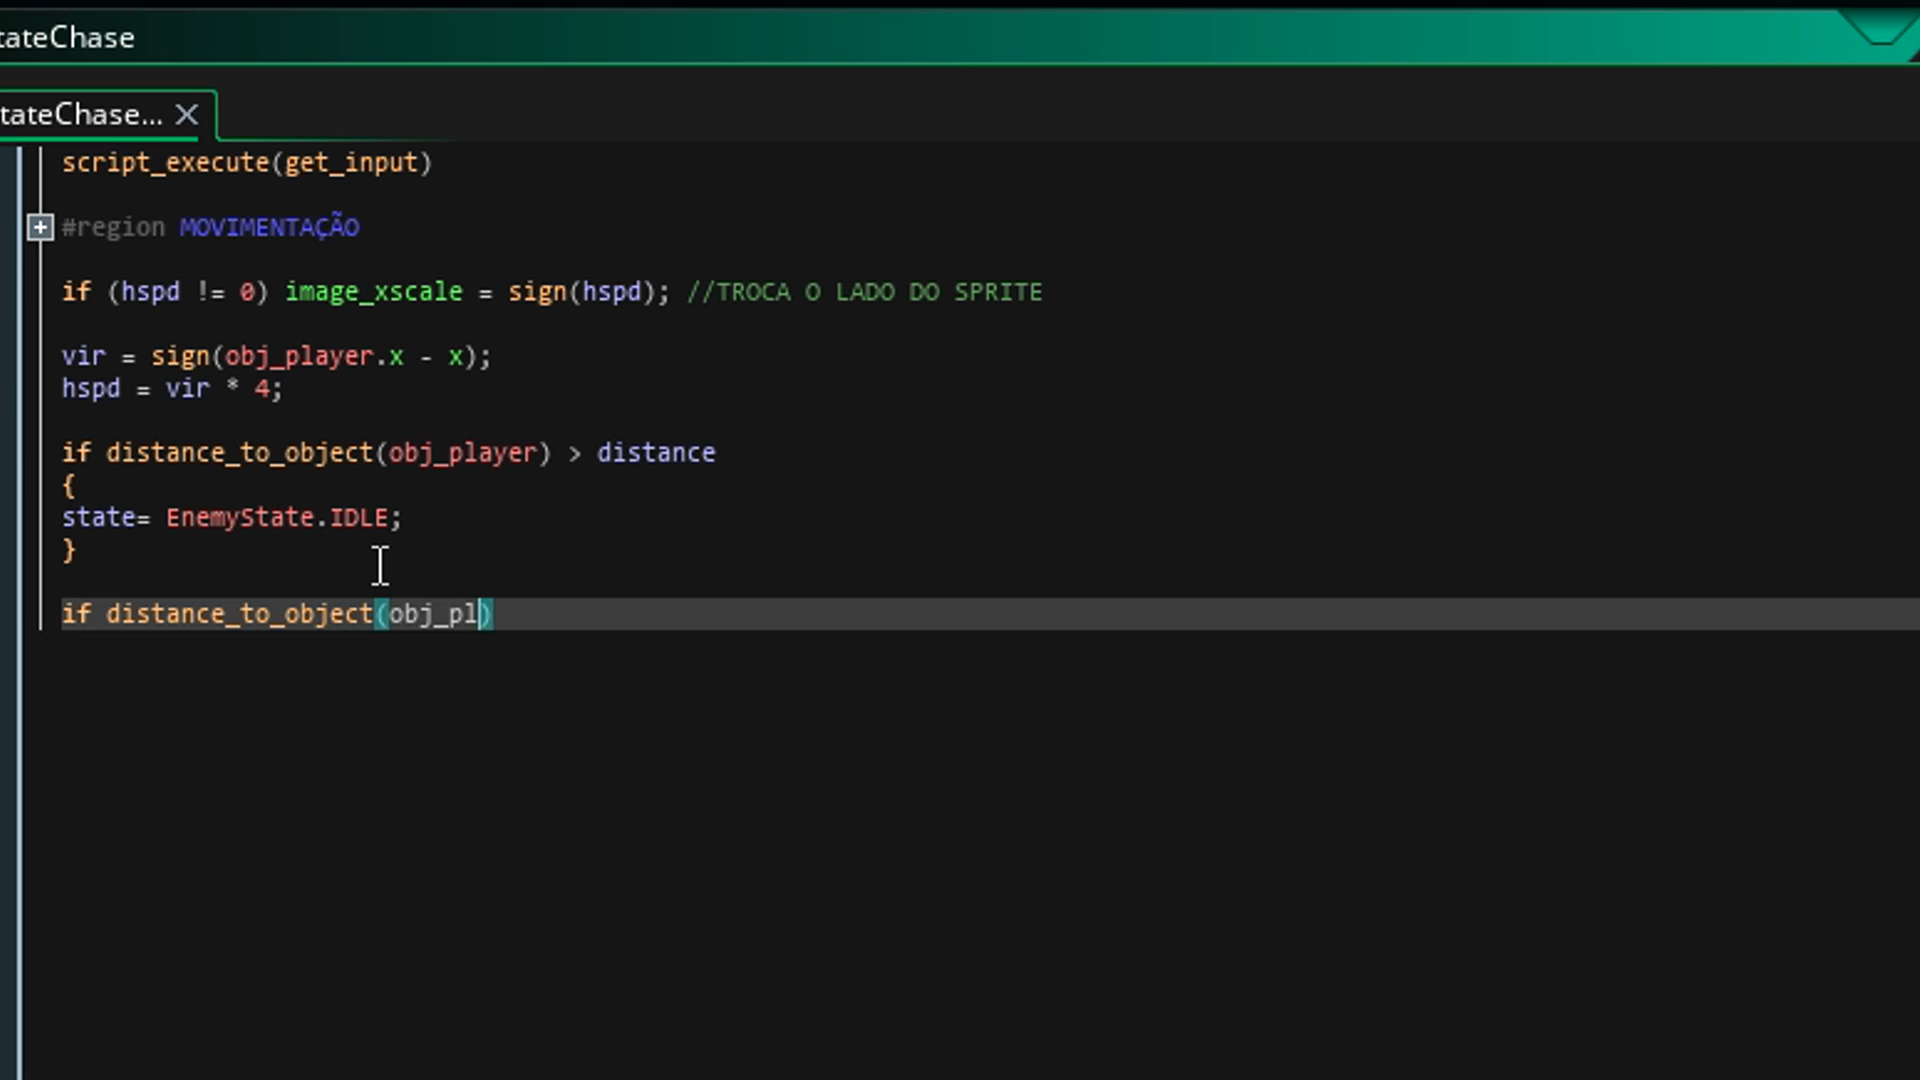 tateChase
tateChase...
script_execute(get_input)
#region MOVIMENTAÇÃO
if (hspd != 0) image_xscale = sign(hspd); //TROCA O LADO DO SPRITE
vir = sign(obj_player.x - x);
hspd = vir * 4;
if distance_to_object(obj_player) > distance
{
state= EnemyState.IDLE;
}
if distance_to_object(obj_pl)